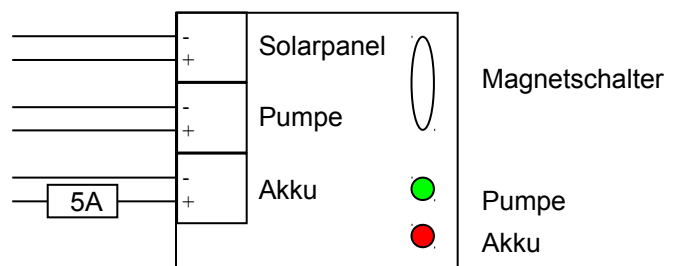 -
+
Solarpanel
Magnetschalter
-
+
Pumpe
-
+
5A
Akku
Pumpe
Akku